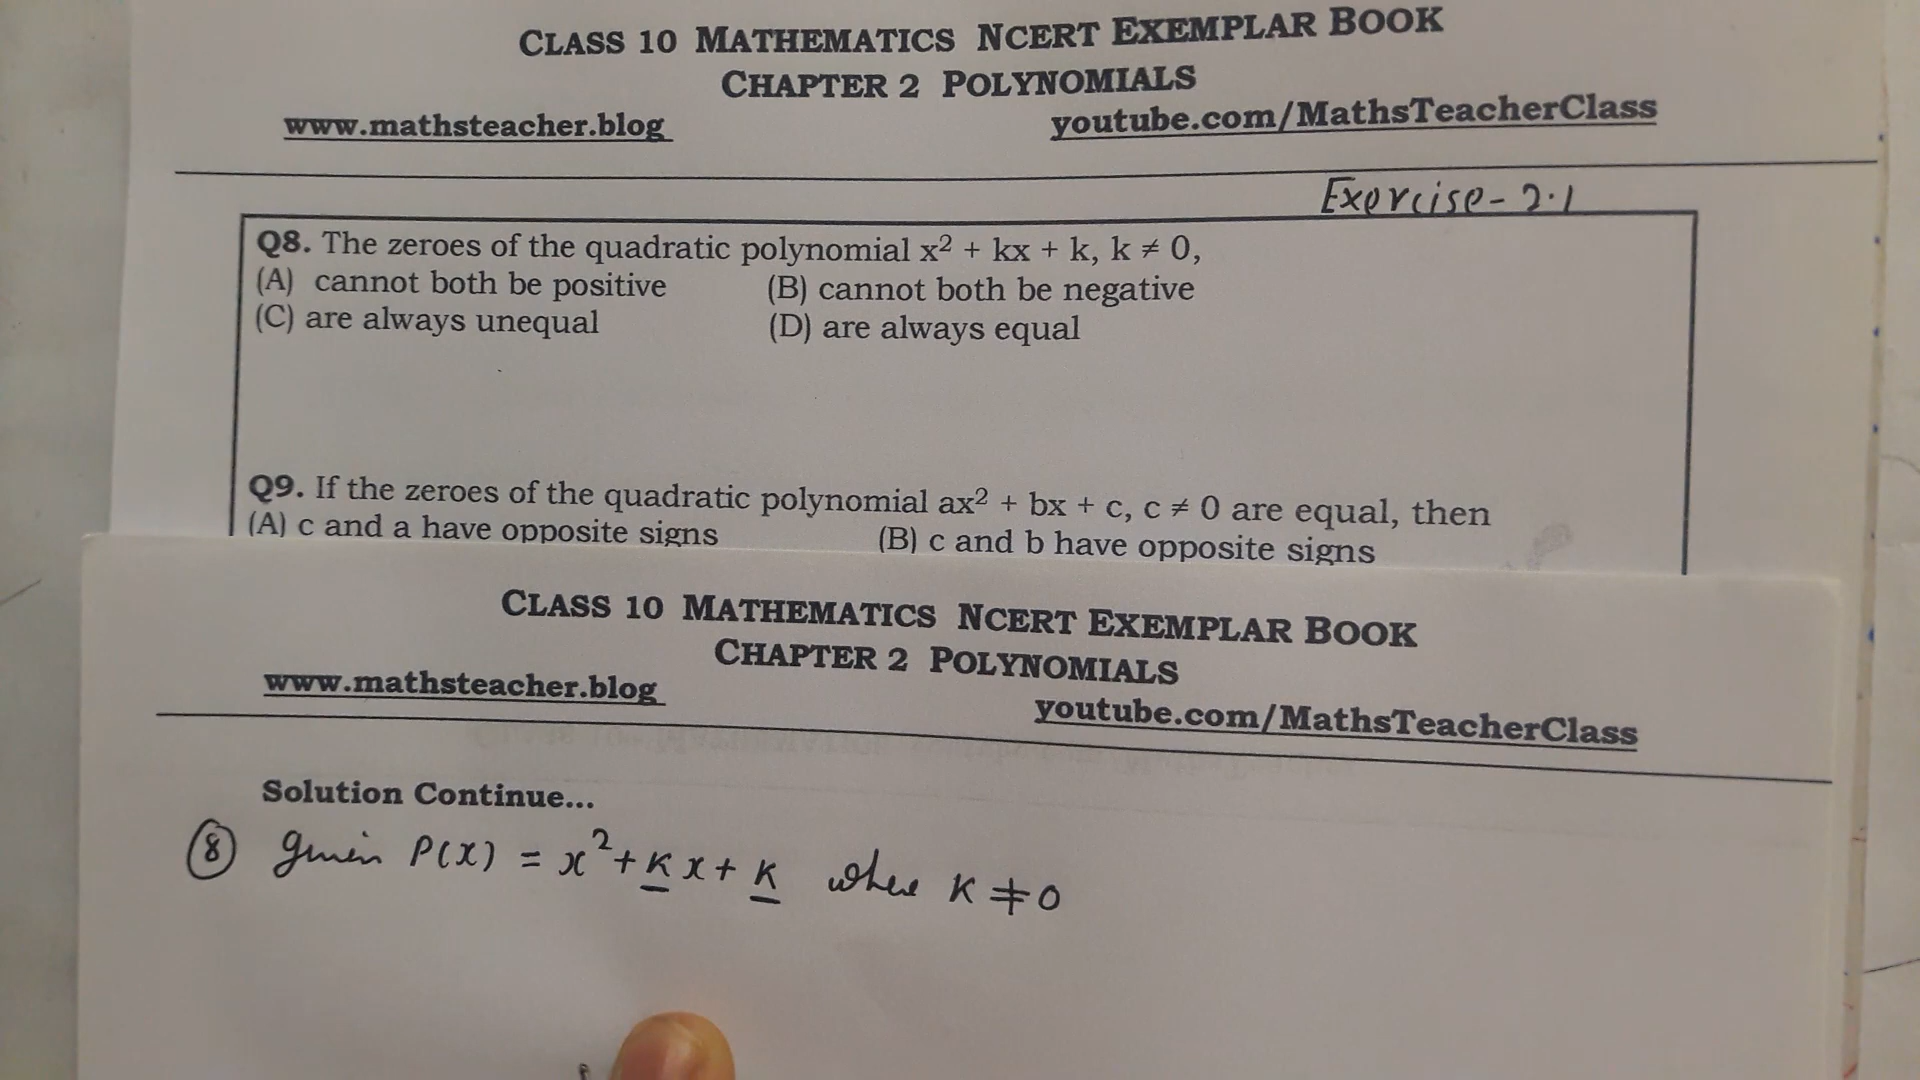 CLASS 10 MATHEMATICS NCERT EXEMPLAR BOOK
CHAPTER 2 POLYNOMIALS
www.mathsteacher.blog youtube.com/MathsTeacherClass
Exercise-2.1
Q8. The zeroes of the quadratic polynomial x² + kx + k, k ≠ 0,
(A) cannot both be positive (B) cannot both be negative
(C) are always unequal (D) are always equal
Q9. If the zeroes of the quadratic polynomial ax² + bx + c, c ≠ 0 are equal, then
(A) c and a have opposite signs (B) c and b have opposite signs
CLASS 10 MATHEMATICS NCERT EXEMPLAR BOOK
CHAPTER 2 POLYNOMIALS
www.mathsteacher.blog youtube.com/MathsTeacherClass
Solution Continue...
⑧ given P(x) = x² + kx + k where k ≠ 0